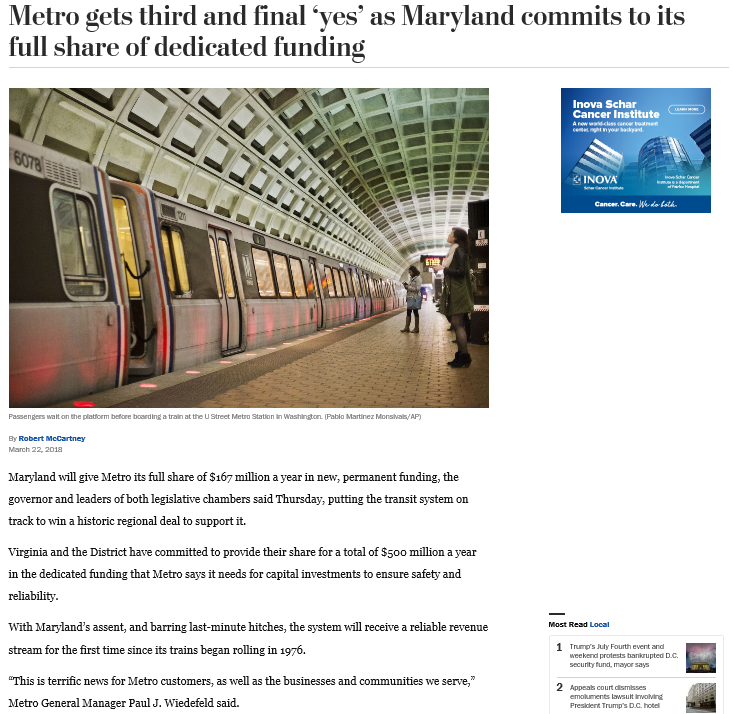 Metro gets third and final ‘yes’ as Maryland commits to its
full share of dedicated funding
6078
Inova Schar
Cancer Institute
LEARN MORE
A new world-class cancer treatment
center, right in your backyard.
INOVA
Schar Cancer Institute
Inova Schar Cancer
Institute is a department
of Fairfax Hospital
Cancer. Care. We do both.
Passengers wait on the platform before boarding a train at the U Street Metro Station in Washington. (Pablo Martinez Monsivais/AP)
By Robert McCartney
March 22, 2018
Maryland will give Metro its full share of $167 million a year in new, permanent funding, the
governor and leaders of both legislative chambers said Thursday, putting the transit system on
track to win a historic regional deal to support it.
Virginia and the District have committed to provide their share for a total of $500 million a year
in the dedicated funding that Metro says it needs for capital investments to ensure safety and
reliability.
With Maryland’s assent, and barring last-minute hitches, the system will receive a reliable revenue
stream for the first time since its trains began rolling in 1976.
“This is terrific news for Metro customers, as well as the businesses and communities we serve,”
Metro General Manager Paul J. Wiedefeld said.
Most Read Local
1 Trump’s July Fourth event and
weekend protests bankrupted D.C.
security fund, mayor says
2 Appeals court dismisses
emoluments lawsuit involving
President Trump’s D.C. hotel